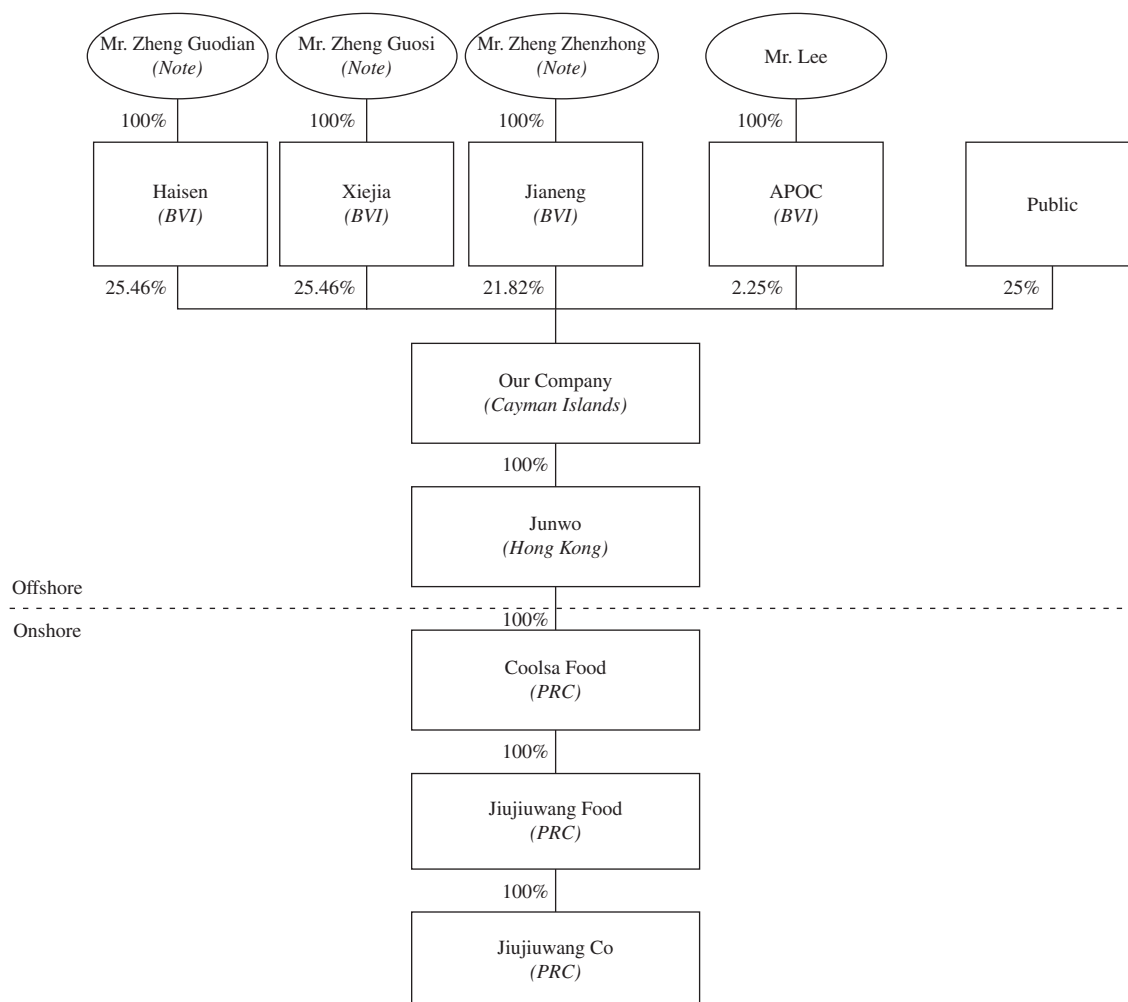 Mr. Zheng Guodian
(Note)
Mr. Zheng Guosi
(Note)
Mr. Zheng Zhenzhong
(Note)
Mr. Lee
100%
100%
100%
100%
Haisen
(BVI)
Xiejia
(BVI)
Jianeng
(BVI)
APOC
(BVI)
Public
25.46%
25.46%
21.82%
2.25%
25%
Our Company
(Cayman Islands)
100%
Junwo
(Hong Kong)
Offshore
Onshore
100%
Coolsa Food
(PRC)
100%
Jiujiuwang Food
(PRC)
100%
Jiujiuwang Co
(PRC)